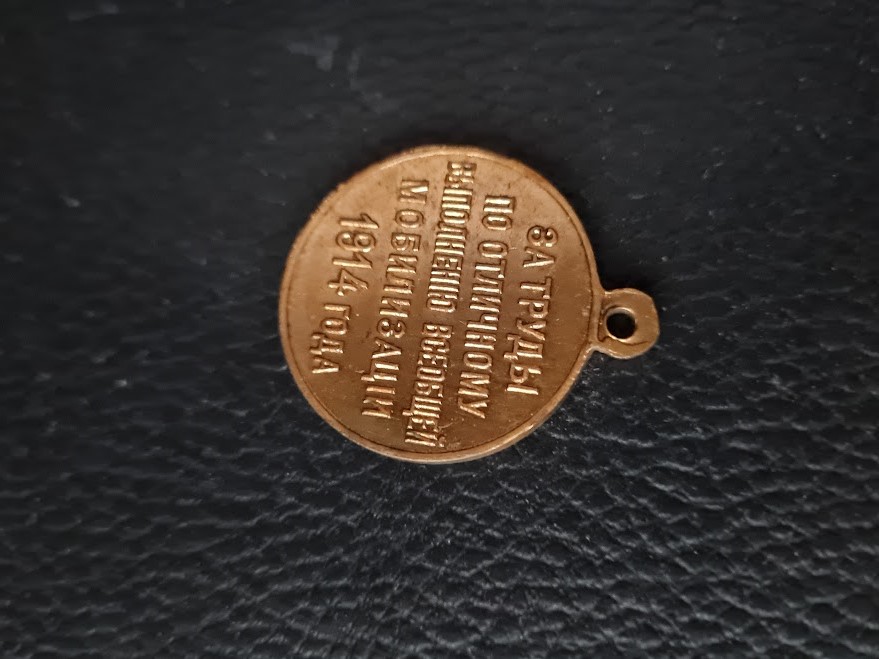 ЗА ТРУДЫ
ПО ОТЛИЧНОМУ
ВЫПОЛНЕНІЮ ВСЕОБЩЕЙ
МОБИЛИЗАЦІИ
1914 ГОДА